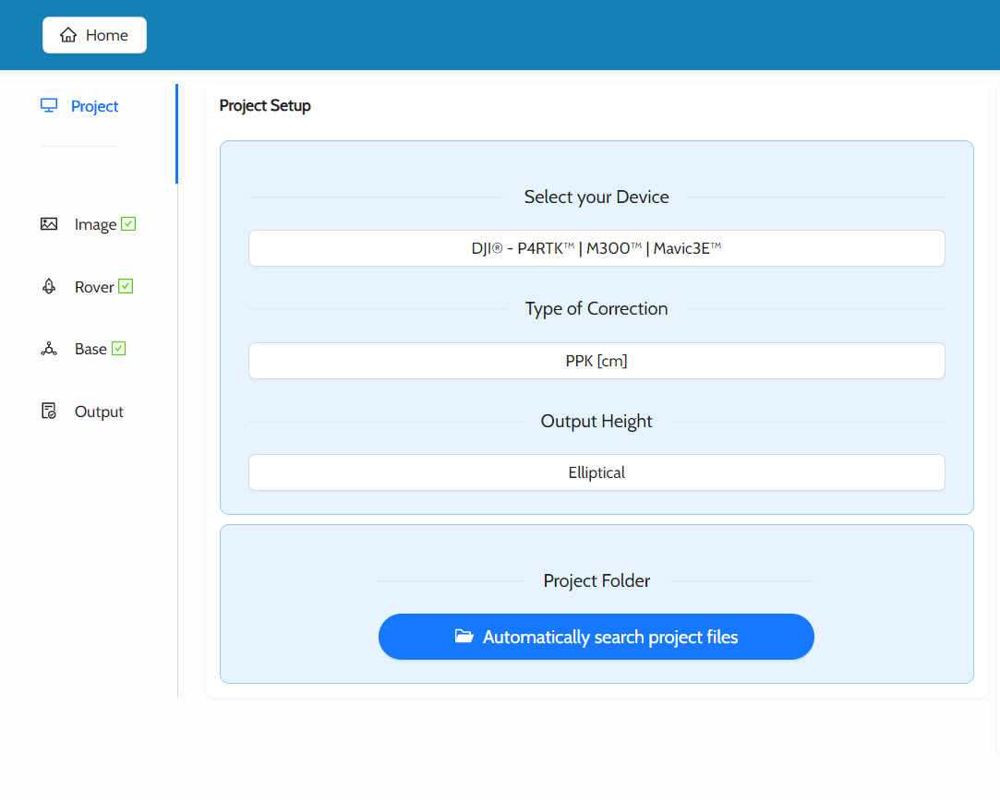 Home
Project
Image
Rover
Base
Output
Project Setup
Select your Device
DJI® - P4RTK™ | M300™ | Mavic3E™
Type of Correction
PPK [cm]
Output Height
Elliptical
Project Folder
Automatically search project files